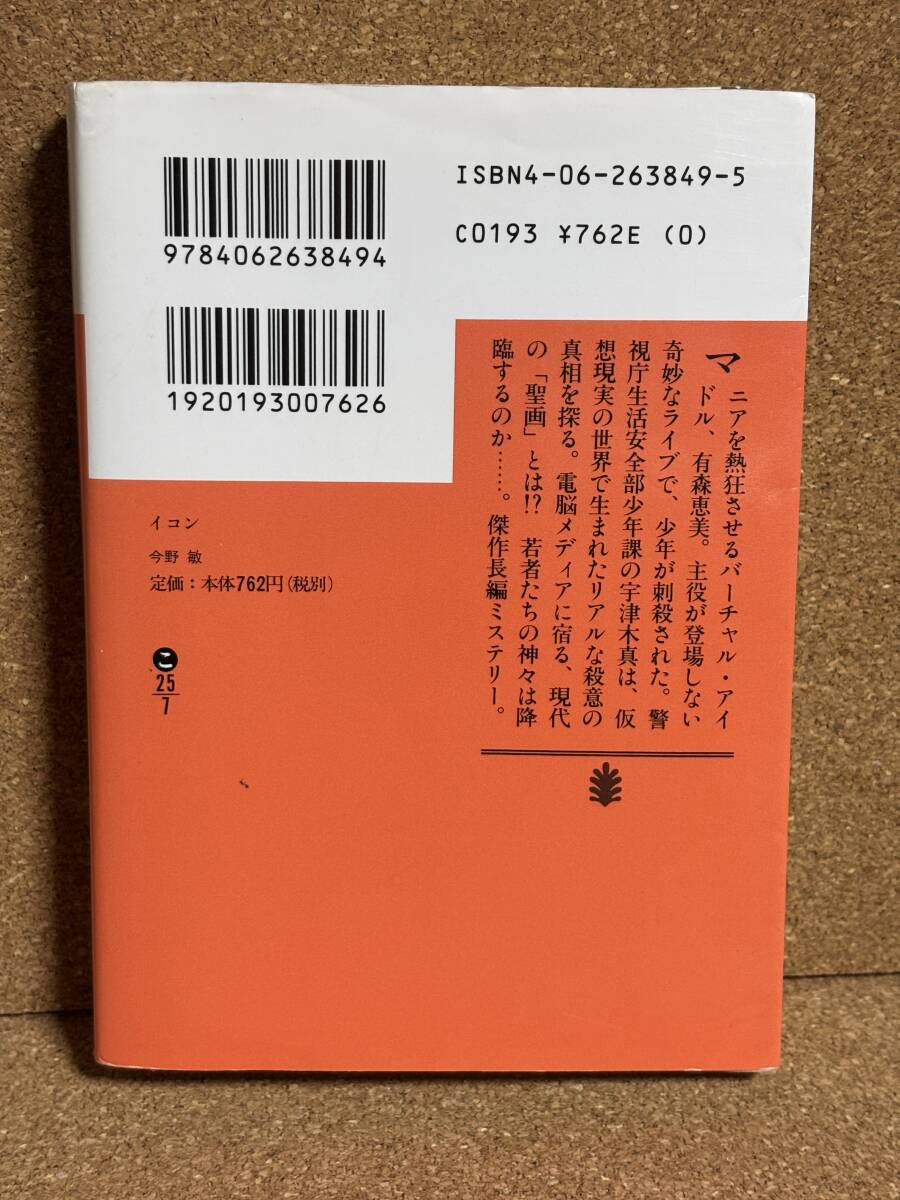 9784062638494
ISBN4-06-263849-5
C0193 ¥762E (0)
1920193007626
マニアを熱狂させるバーチャル・アイ
ドル、有森恵美。主役が登場しない
奇妙なライブで、少年が刺殺された。警
視庁生活安全部少年課の宇津木真は、仮
想現実の世界で生まれたリアルな殺意の
真相を探る。電脳メディアに宿る、現代
の「聖画」とは!? 若者たちの神々は降
臨するのか……。傑作長編ミステリー。
イコン
今野 敏
定価：本体762円（税別）
こ
25
7